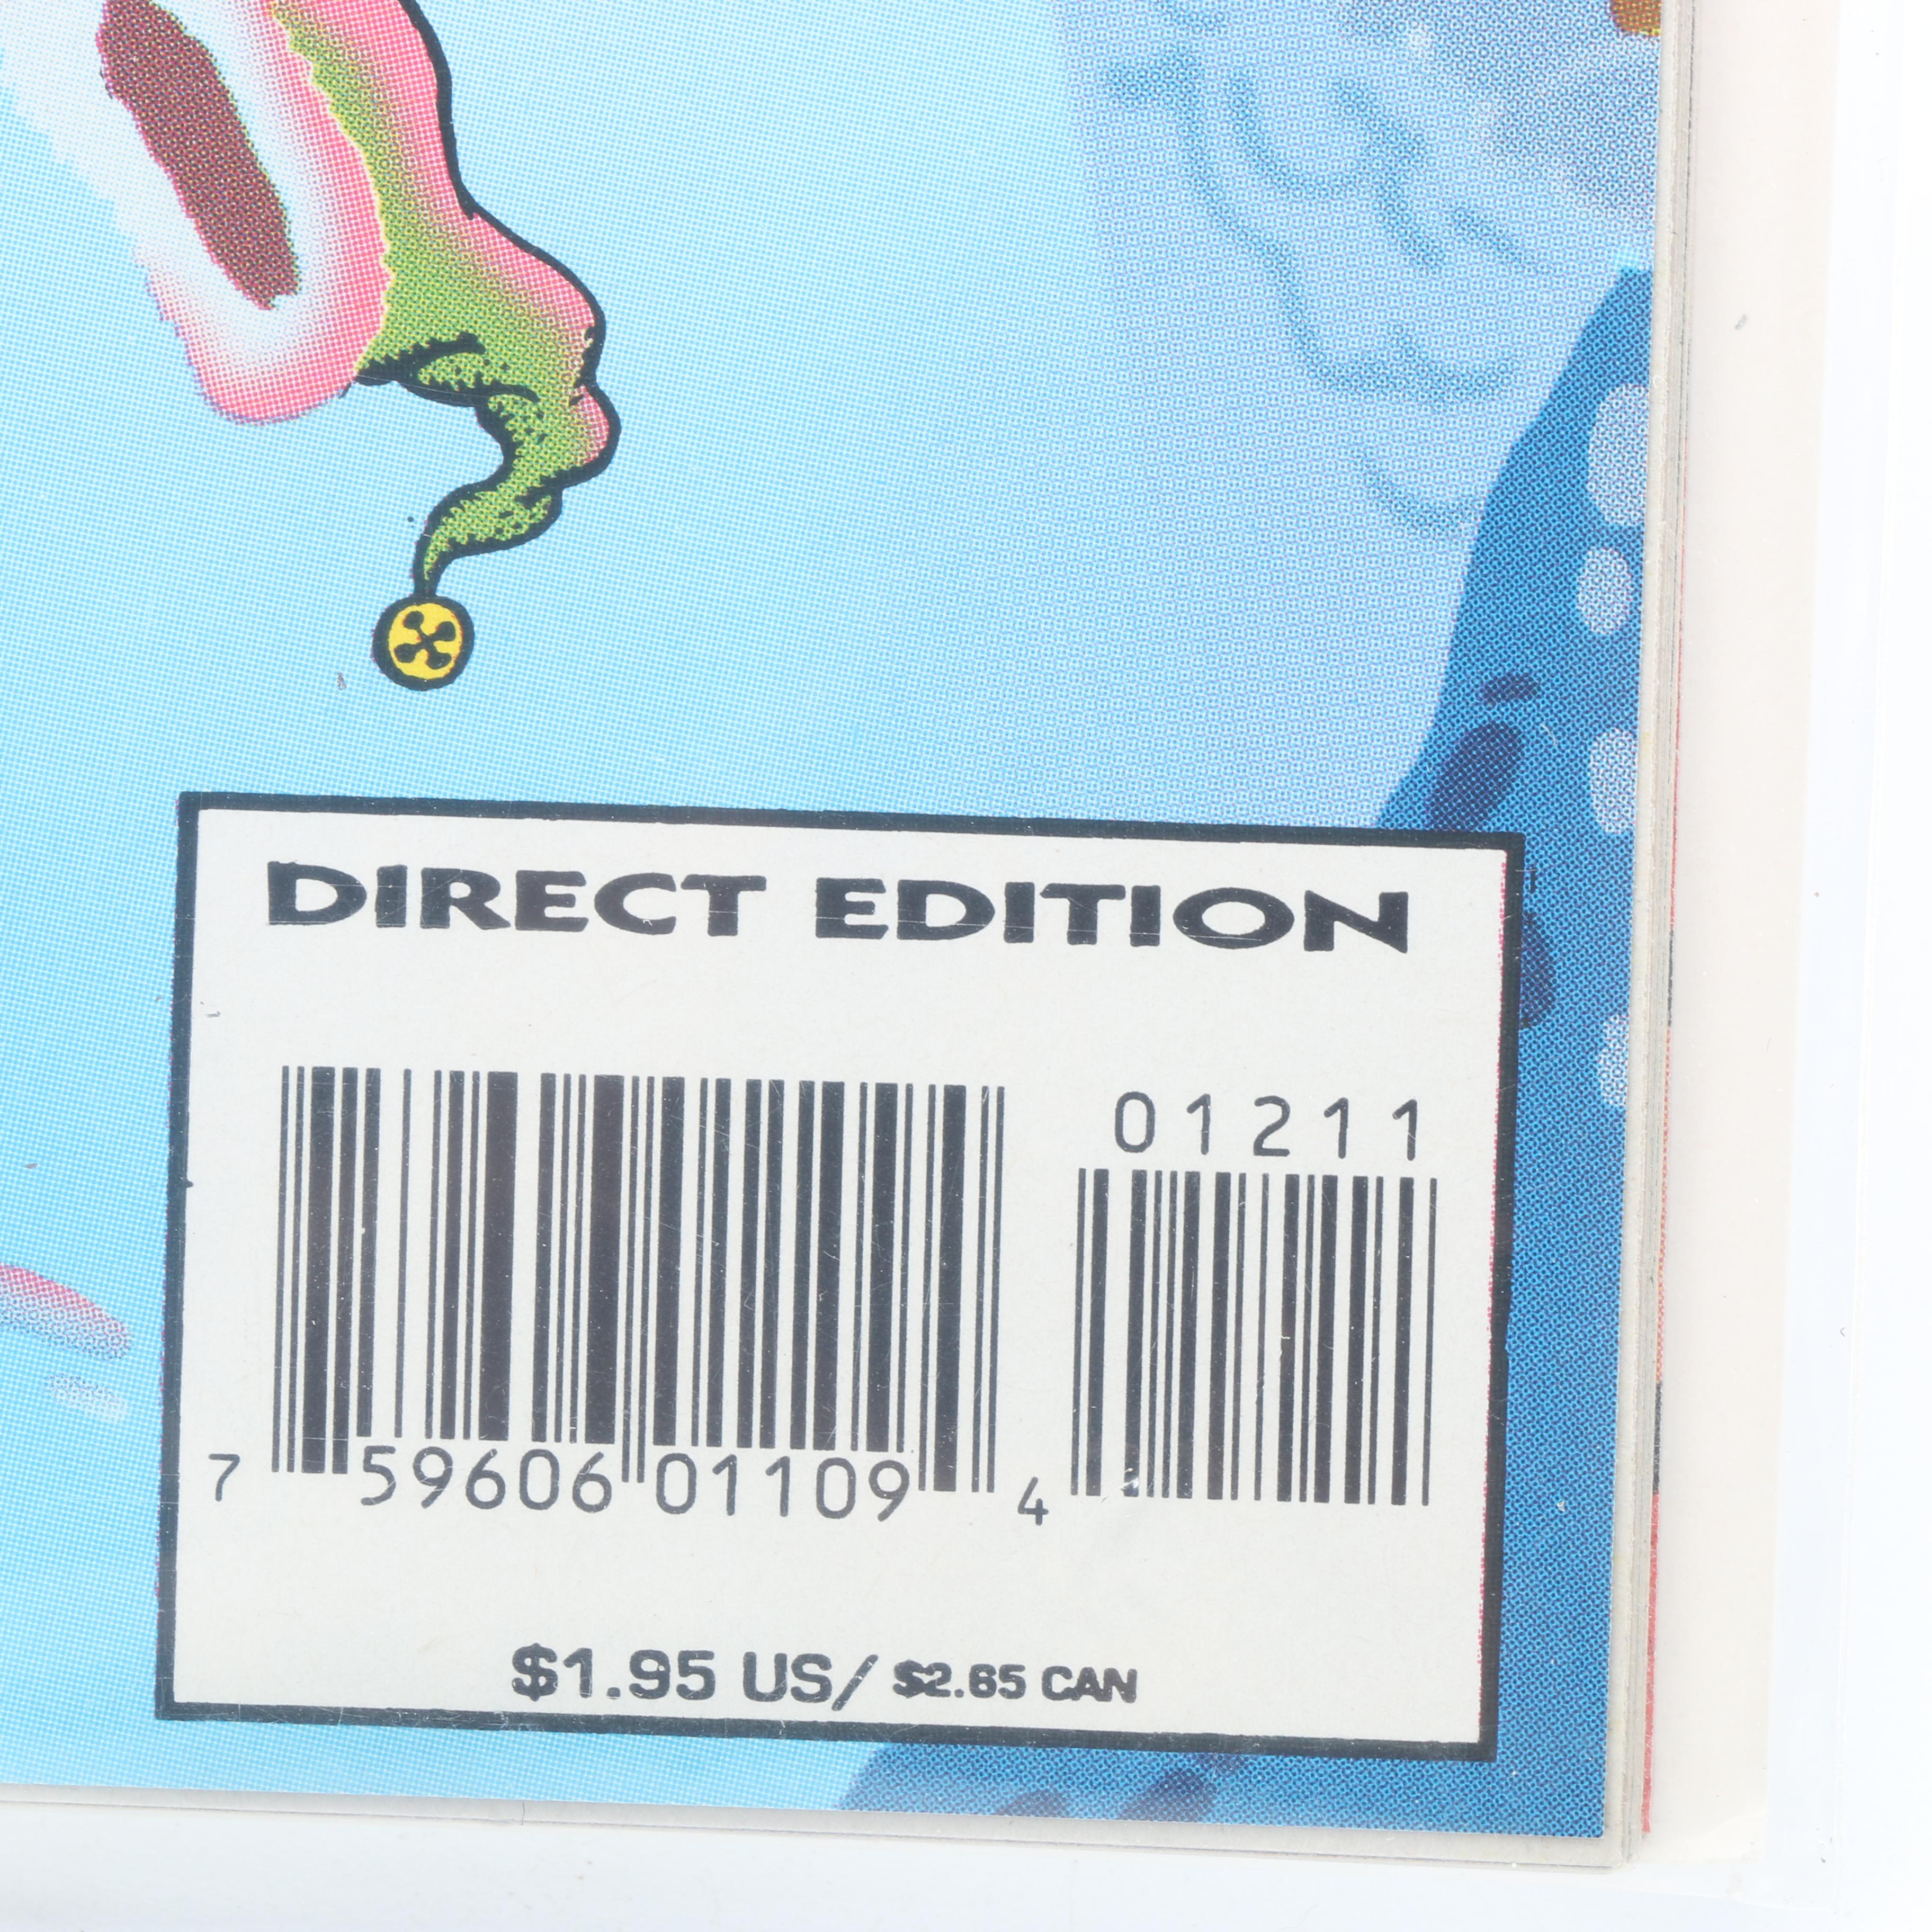 DIRECT EDITION
01211
7 59606 01109 4
$1.95 US/ $2.65 CAN